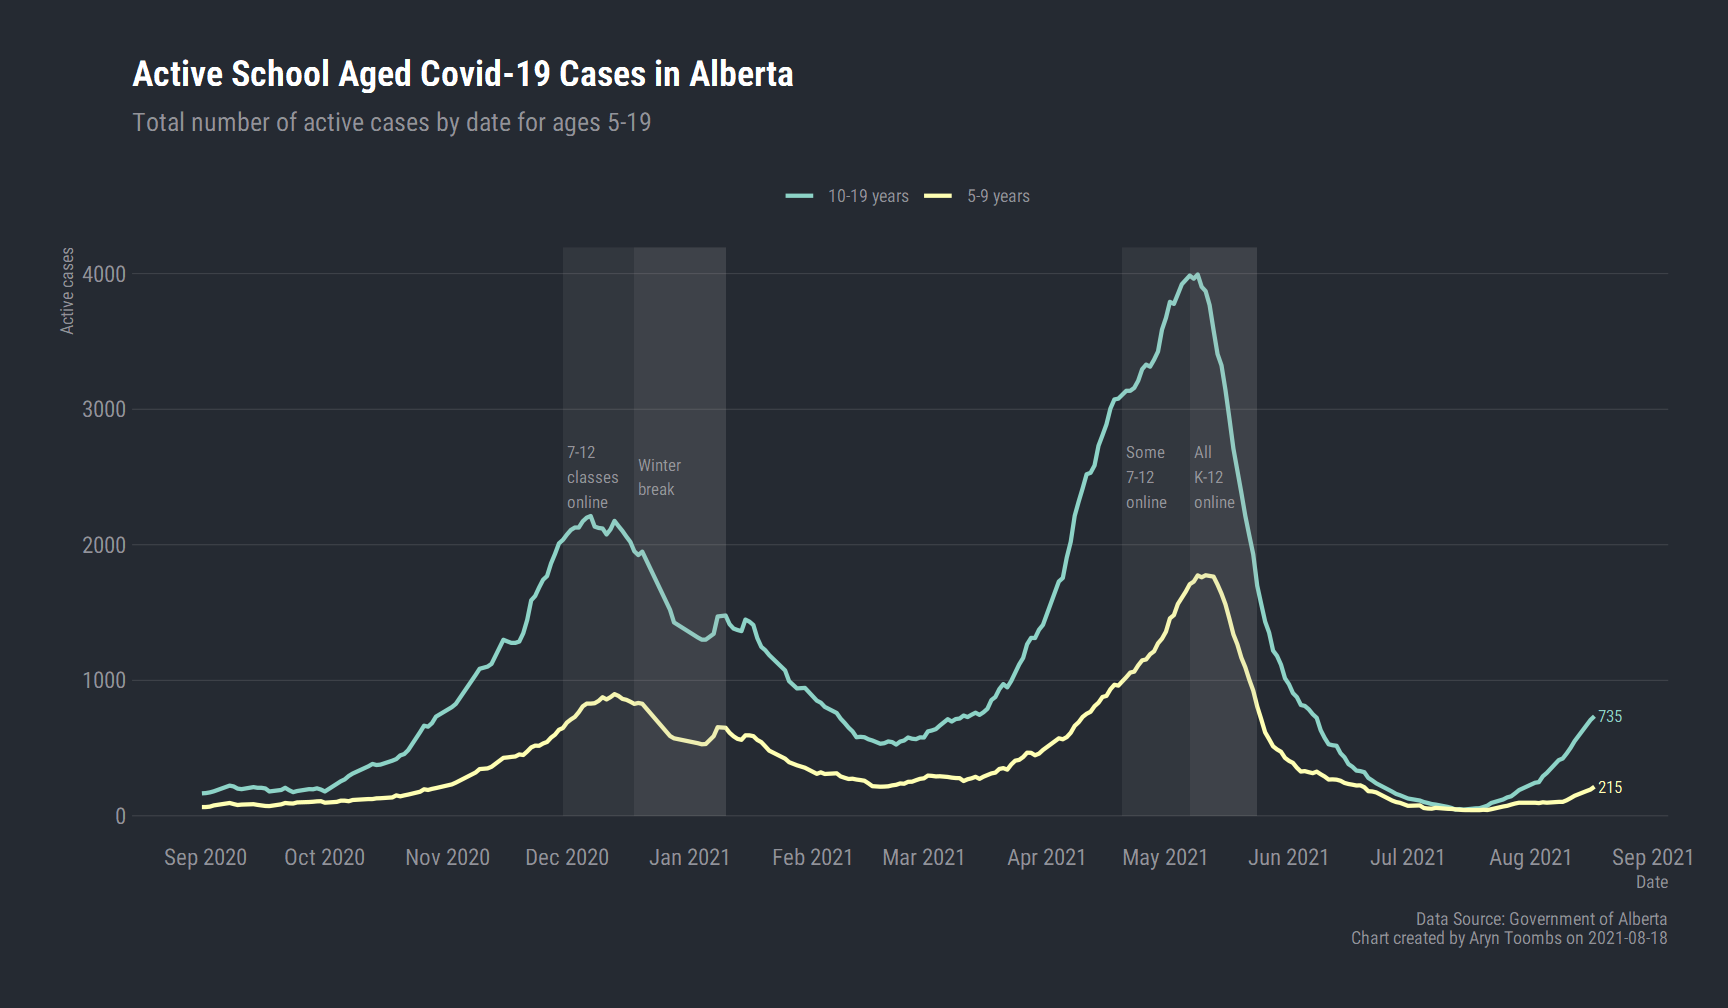 Active School Aged Covid-19 Cases in Alberta
Total number of active cases by date for ages 5-19
10-19 years
5-9 years
Active cases
4000
3000
2000
1000
0
7-12
classes
online
Winter
break
Some
7-12
online
All
K-12
online
735
215
Sep 2020
Oct 2020
Nov 2020
Dec 2020
Jan 2021
Feb 2021
Mar 2021
Apr 2021
May 2021
Jun 2021
Jul 2021
Aug 2021
Sep 2021
Date
Data Source: Government of Alberta
Chart created by Aryn Toombs on 2021-08-18